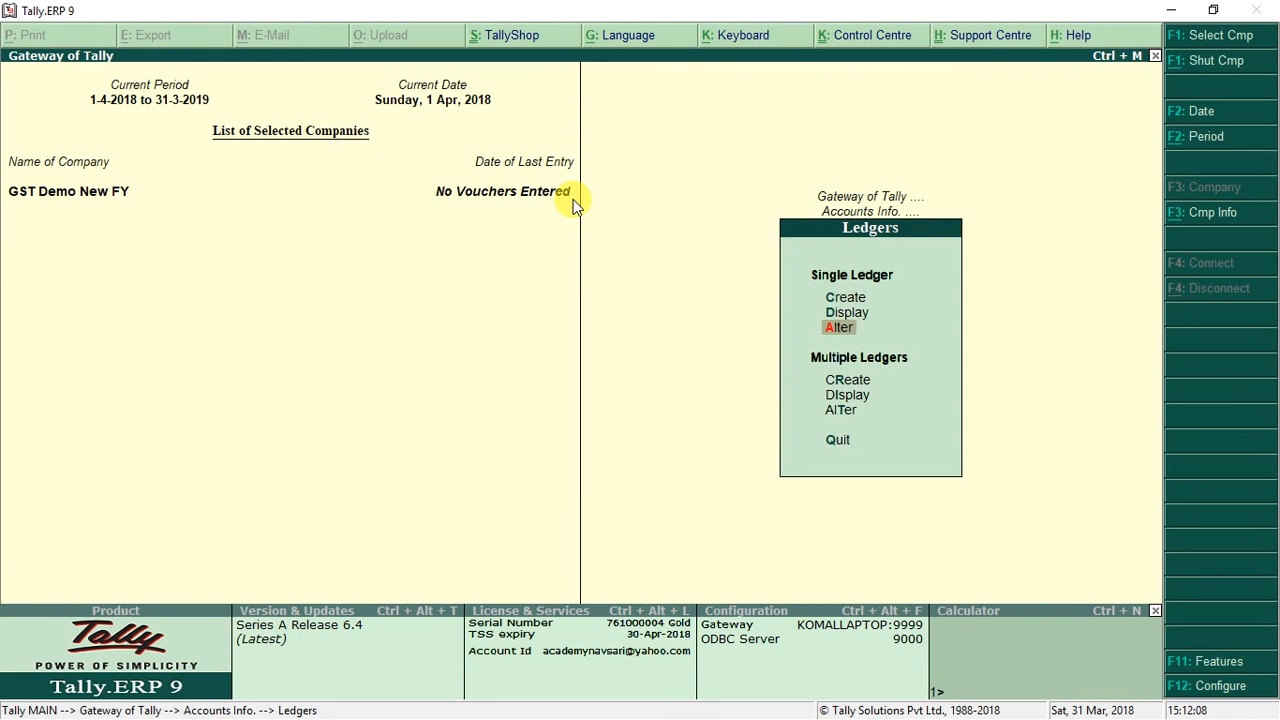 Tally.ERP 9
P: Print
E: Export
M: E-Mail
O: Upload
S: TallyShop
G: Language
K: Keyboard
K: Control Centre
H: Support Centre
H: Help
Gateway of Tally
Ctrl + M
Current Period
1-4-2018 to 31-3-2019
Current Date
Sunday, 1 Apr, 2018
List of Selected Companies
Name of Company
Date of Last Entry
GST Demo New FY
No Vouchers Entered
Gateway of Tally ....
Accounts Info. ....
Ledgers
Single Ledger
Create
Display
Alter
Multiple Ledgers
CReate
DIsplay
AlTer
Quit
F1: Select Cmp
F1: Shut Cmp
F2: Date
F2: Period
F3: Company
F3: Cmp Info
F4: Connect
F4: Disconnect
F11: Features
F12: Configure
Product
Tally
POWER OF SIMPLICITY
Tally.ERP 9
Version & Updates Ctrl + Alt + T
Series A Release 6.4
(Latest)
License & Services Ctrl + Alt + L
Serial Number 761000004 Gold
TSS expiry 30-Apr-2018
Account Id academynavsari@yahoo.com
Configuration Ctrl + Alt + F
Gateway KOMALLAPTOP:9999
ODBC Server 9000
Calculator Ctrl + N
1>
Tally MAIN --> Gateway of Tally --> Accounts Info. --> Ledgers
© Tally Solutions Pvt Ltd., 1988-2018
Sat, 31 Mar, 2018
15:12:08